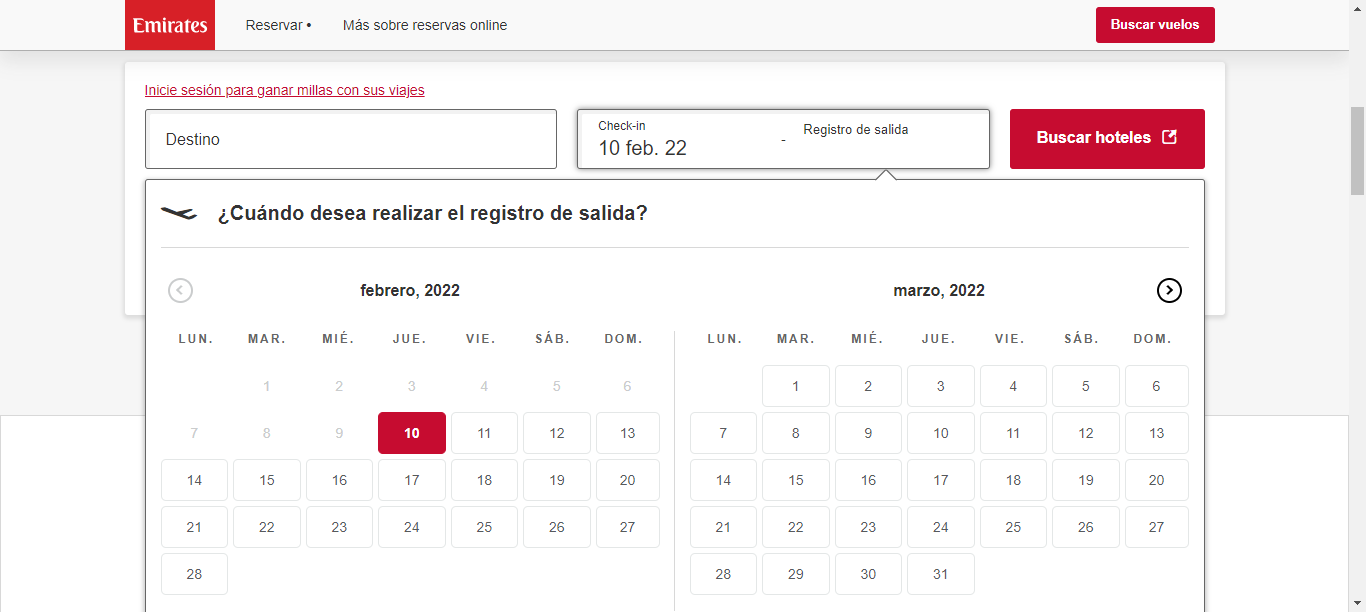 Emirates
Reservar •
Más sobre reservas online
Buscar vuelos
Inicie sesión para ganar millas con sus viajes
Destino
Check-in
10 feb. 22
-
Registro de salida
Buscar hoteles
¿Cuándo desea realizar el registro de salida?
febrero, 2022
LUN. MAR. MIÉ. JUE. VIE. SÁB. DOM.
1 2 3 4 5 6
7 8 9 10 11 12 13
14 15 16 17 18 19 20
21 22 23 24 25 26 27
28
marzo, 2022
LUN. MAR. MIÉ. JUE. VIE. SÁB. DOM.
1 2 3 4 5 6
7 8 9 10 11 12 13
14 15 16 17 18 19 20
21 22 23 24 25 26 27
28 29 30 31